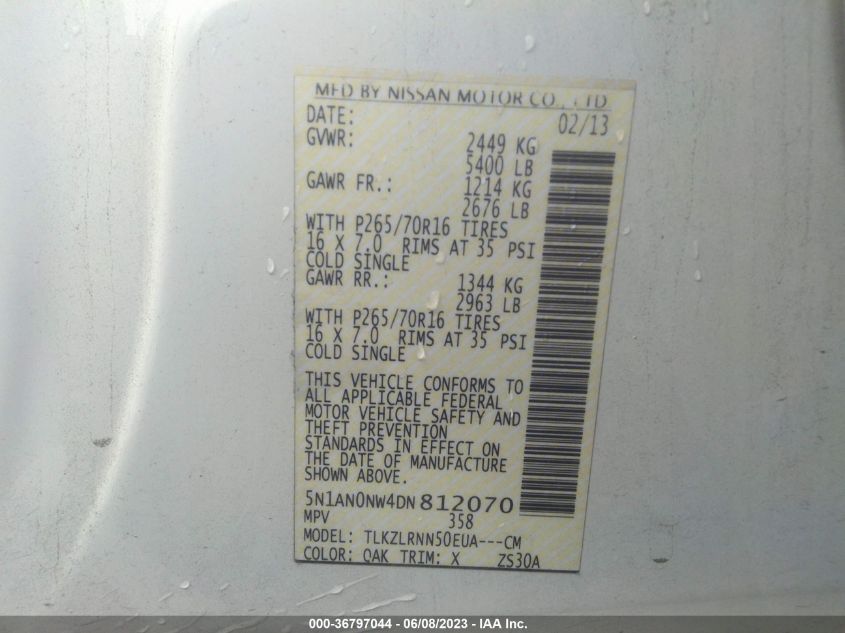 MFD BY NISSAN MOTOR CO., LTD
DATE: 02/13
GVWR: 2449 KG
5400 LB
GAWR FR.: 1214 KG
2676 LB
WITH P265/70R16 TIRES
16 X 7.0 RIMS AT 35 PSI
COLD SINGLE
GAWR RR.: 1344 KG
2963 LB
WITH P265/70R16 TIRES
16 X 7.0 RIMS AT 35 PSI
COLD SINGLE
THIS VEHICLE CONFORMS TO
ALL APPLICABLE FEDERAL
MOTOR VEHICLE SAFETY AND
THEFT PREVENTION
STANDARDS IN EFFECT ON
THE DATE OF MANUFACTURE
SHOWN ABOVE.
5N1AN0NW4DN812070
MPV 358
MODEL: TLKZLRNN50EUA---CM
COLOR: QAK TRIM: X ZS30A
000-36797044 - 06/08/2023 - IAA Inc.